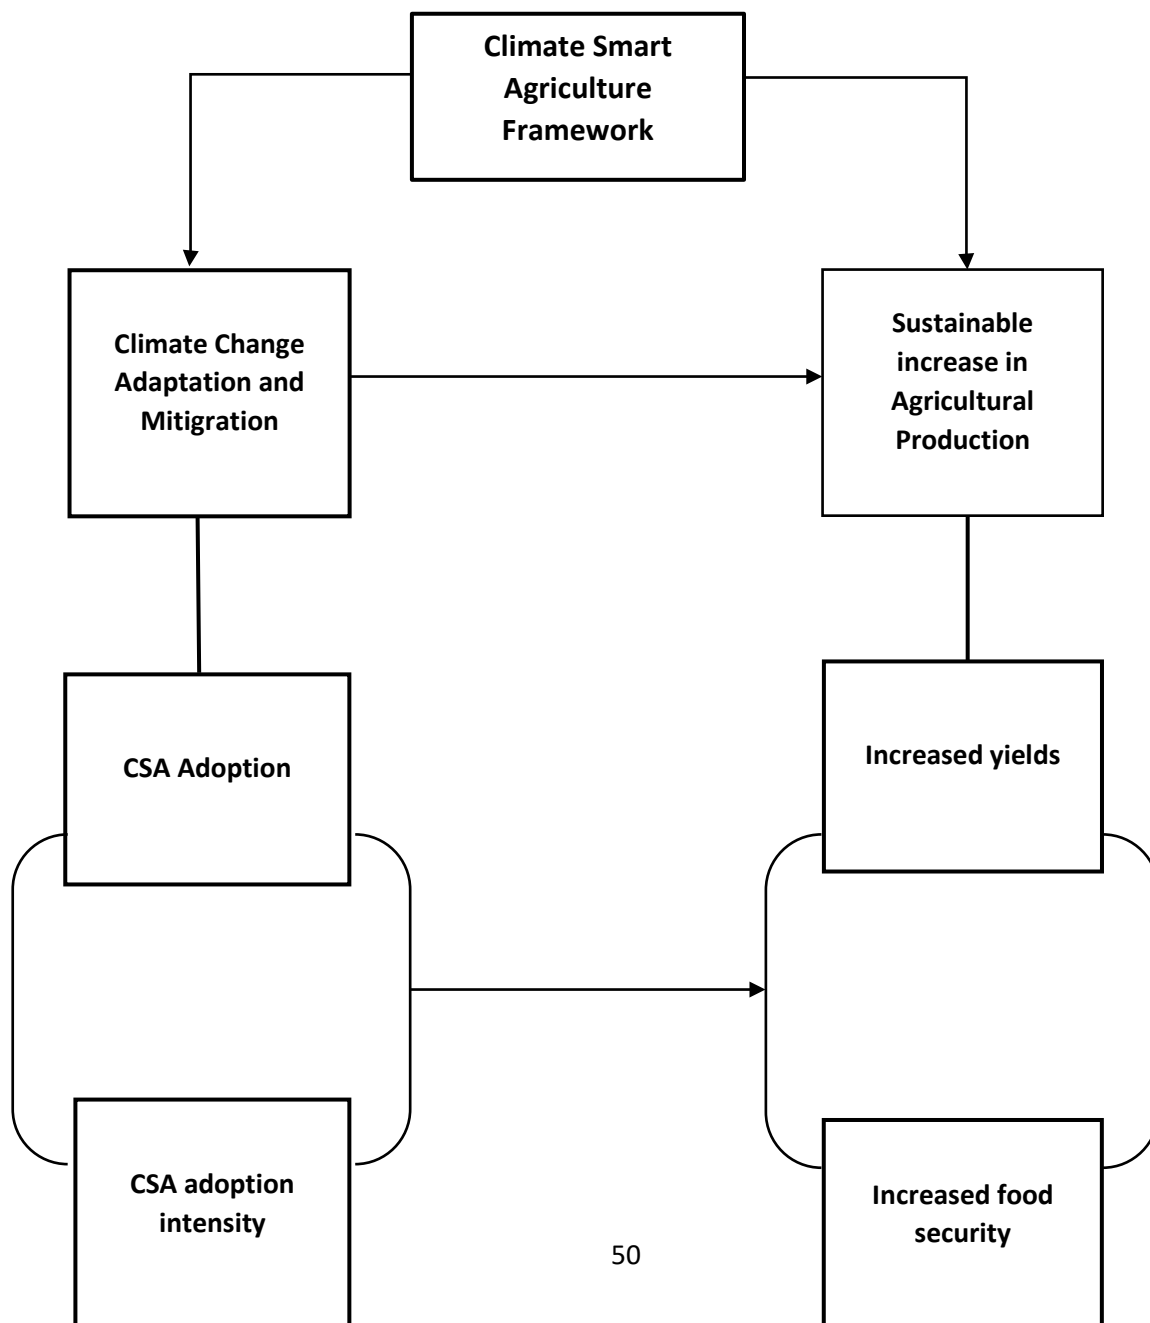 Climate Smart
Agriculture
Framework
Climate Change
Adaptation and
Mitigration
Sustainable
increase in
Agricultural
Production
CSA Adoption
Increased yields
CSA adoption
intensity
Increased food
security
50